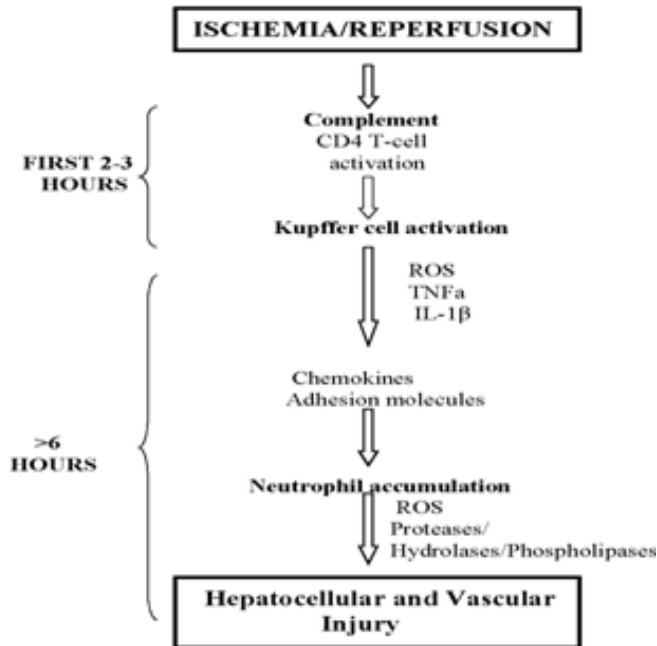 ISCHEMIA/REPERFUSION
Complement
CD4 T-cell
activation
FIRST 2-3
HOURS
Kupffer cell activation
ROS
TNFa
IL-1β
Chemokines
Adhesion molecules
>6
HOURS
Neutrophil accumulation
ROS
Proteases/
Hydrolases/Phospholipases
Hepatocellular and Vascular
Injury